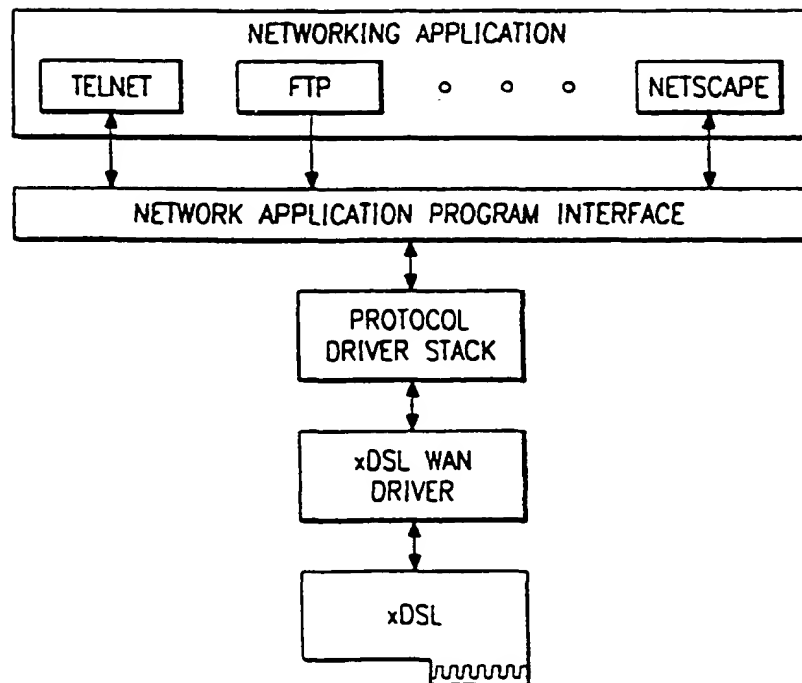 NETWORKING APPLICATION
TELNET
FTP
NETSCAPE
NETWORK APPLICATION PROGRAM INTERFACE
PROTOCOL
DRIVER STACK
xDSL WAN
DRIVER
xDSL